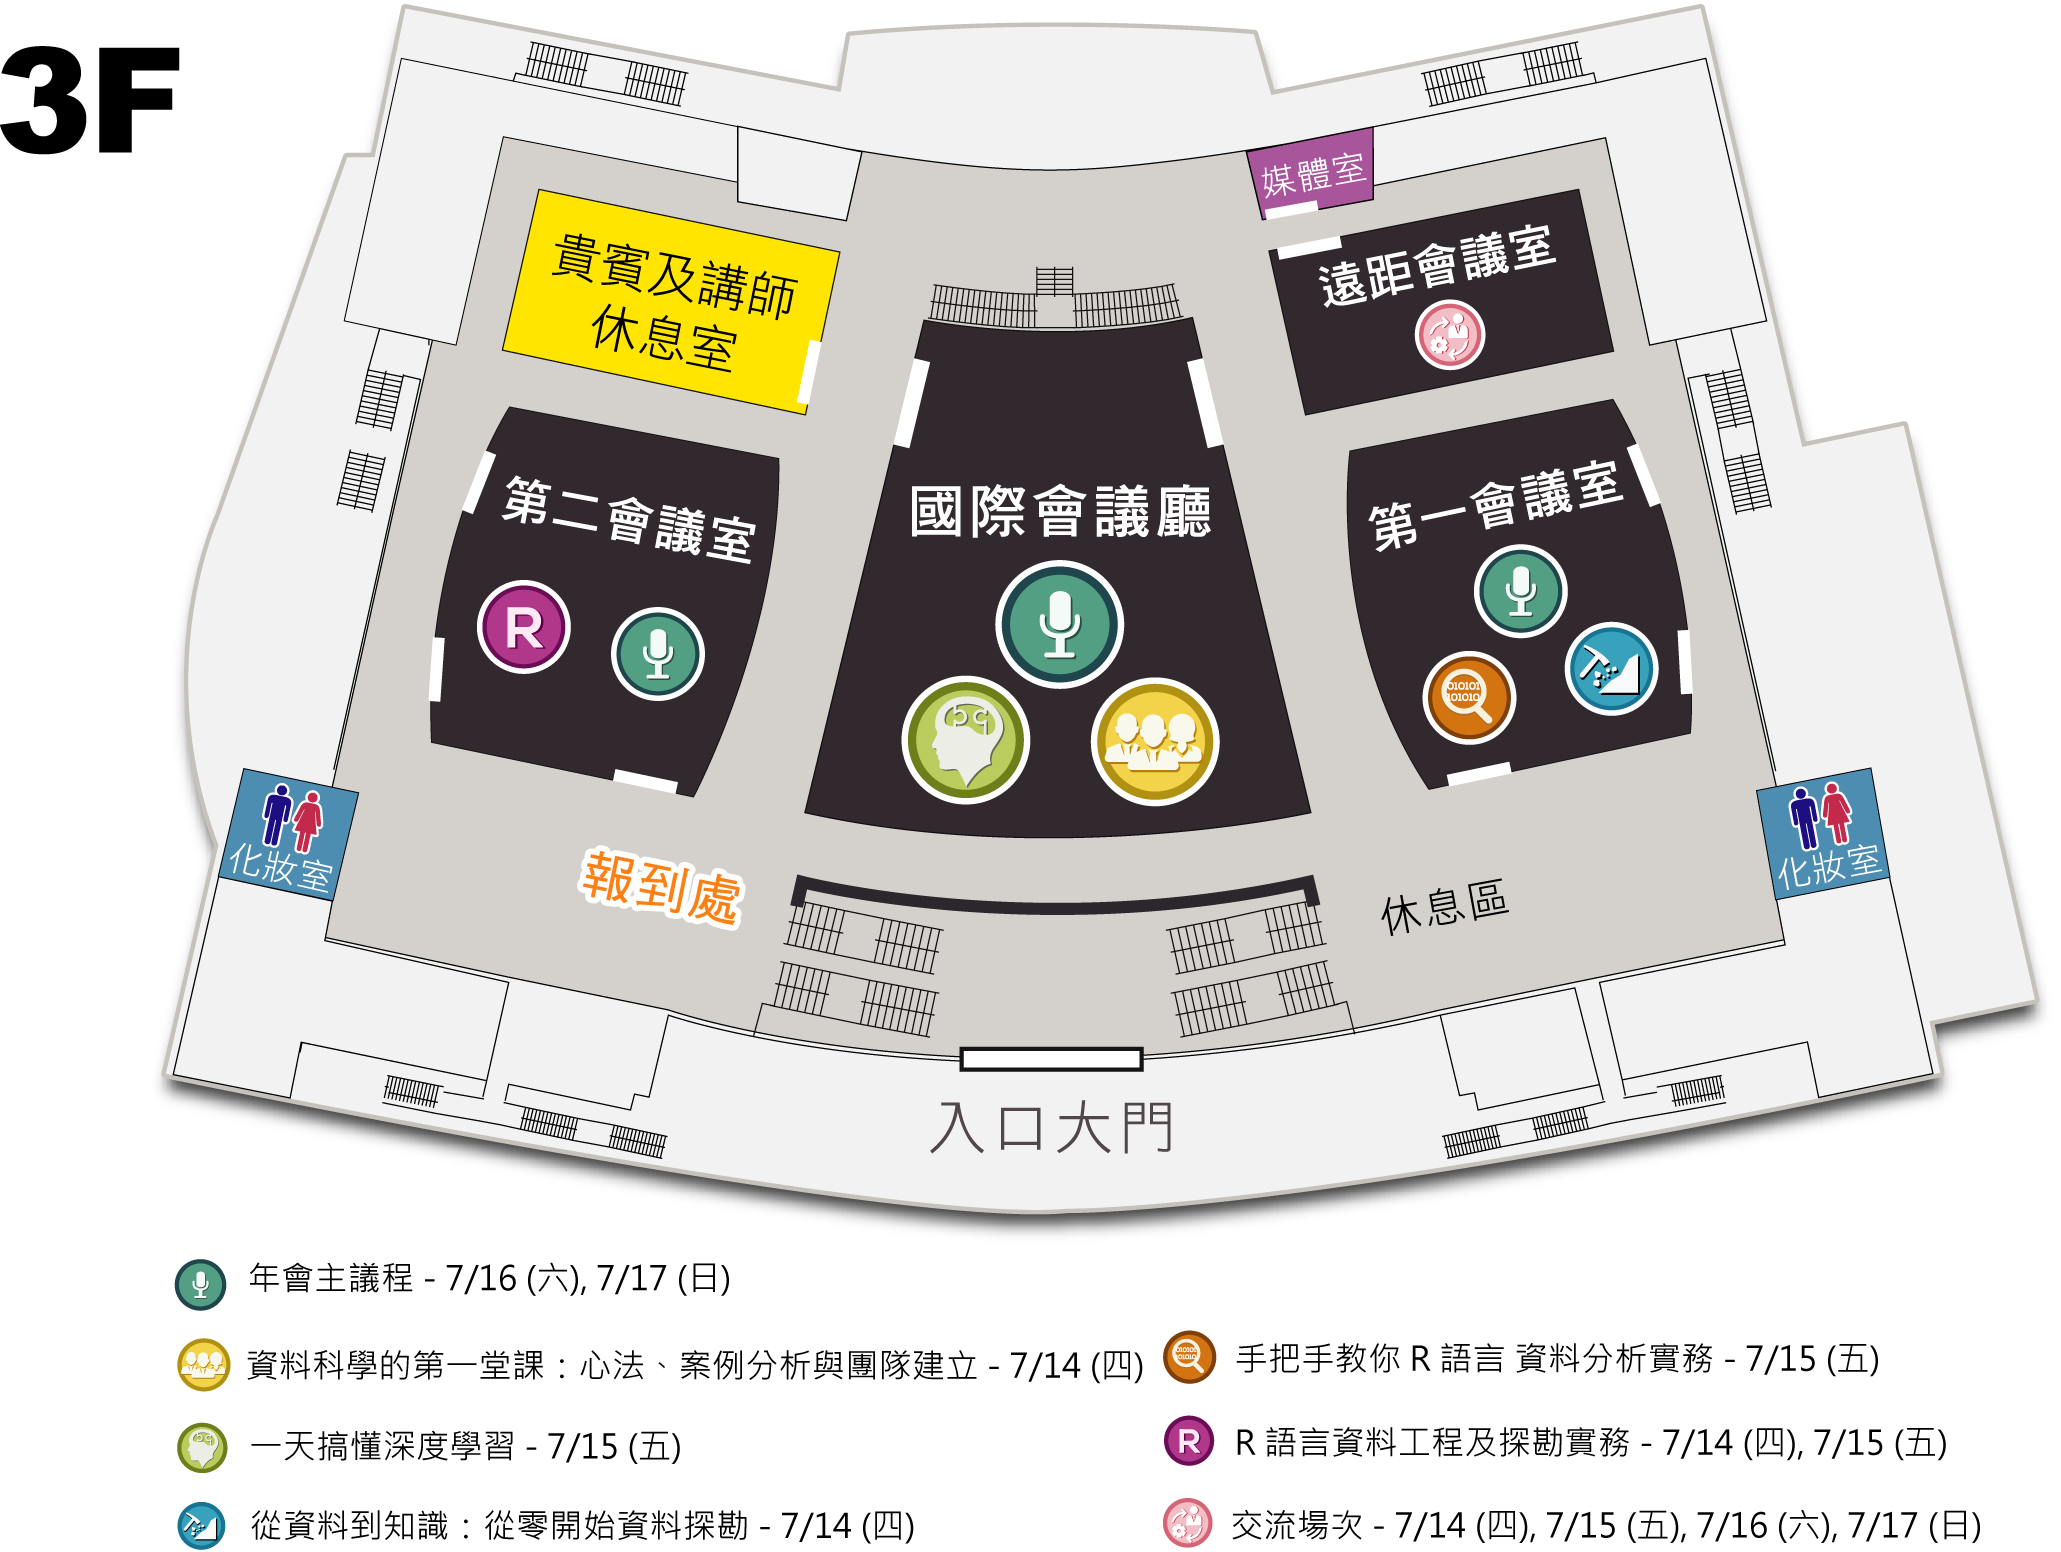 3F
媒體室
貴賓及講師
休息室
遠距會議室
第二會議室
R
國際會議廳
第一會議室
010101
101010
化妝室
報到處
休息區
化妝室
入口大門
年會主議程 - 7/16 (六), 7/17 (日)
資料科學的第一堂課：心法、案例分析與團隊建立 - 7/14 (四)
一天搞懂深度學習 - 7/15 (五)
從資料到知識：從零開始資料探勘 - 7/14 (四)
手把手教你 R 語言 資料分析實務 - 7/15 (五)
R
R 語言資料工程及探勘實務 - 7/14 (四), 7/15 (五)
交流場次 - 7/14 (四), 7/15 (五), 7/16 (六), 7/17 (日)